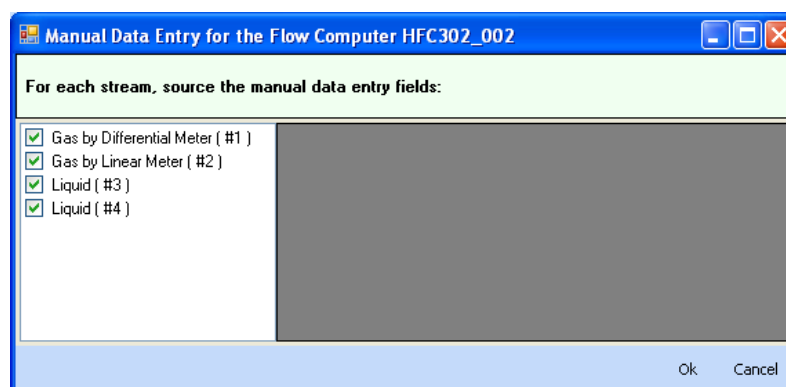 Manual Data Entry for the Flow Computer HFC302_002
For each stream, source the manual data entry fields:
Gas by Differential Meter ( #1 )
Gas by Linear Meter ( #2 )
Liquid ( #3 )
Liquid ( #4 )
Ok Cancel